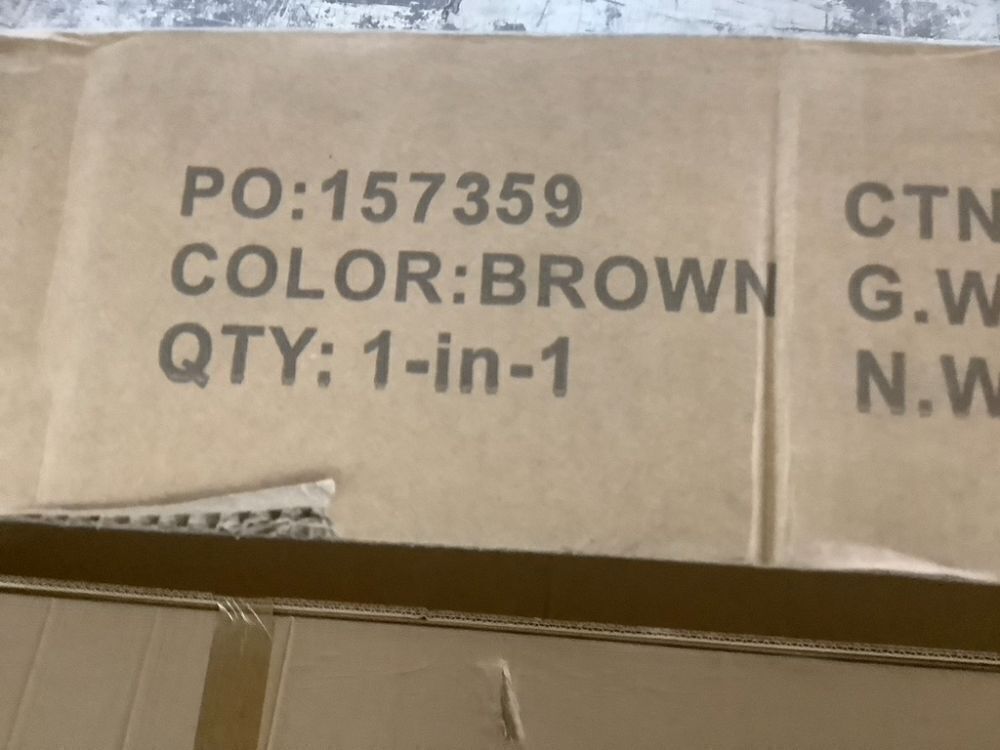 PO:157359
COLOR:BROWN
QTY: 1-in-1
CTN
G.W
N.W